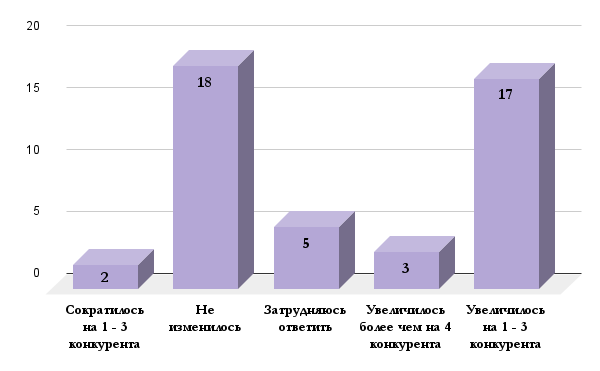 20
15
10
5
0
2
18
5
3
17
Сократилось
на 1 - 3
конкурента
Не
изменилось
Затрудняюсь
ответить
Увеличилось
более чем на 4
конкурента
Увеличилось
на 1 - 3
конкурента